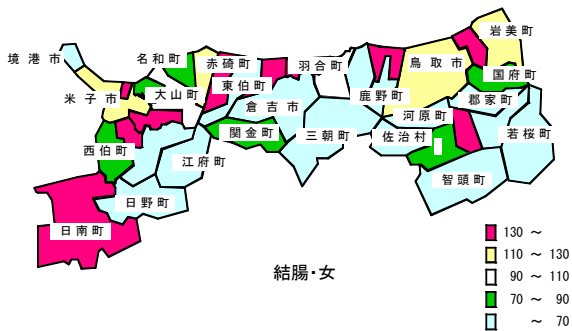 岩美町
境港市
名和町
赤碕町
羽合町
鳥取市
国府町
米子市
大山町
東伯町
倉吉市
鹿野町
郡家町
関金町
三朝町
佐治村
河原町
若桜町
西伯町
江府町
智頭町
日野町
日南町
結腸・女
130 ～
110 ～ 130
90 ～ 110
70 ～ 90
～ 70